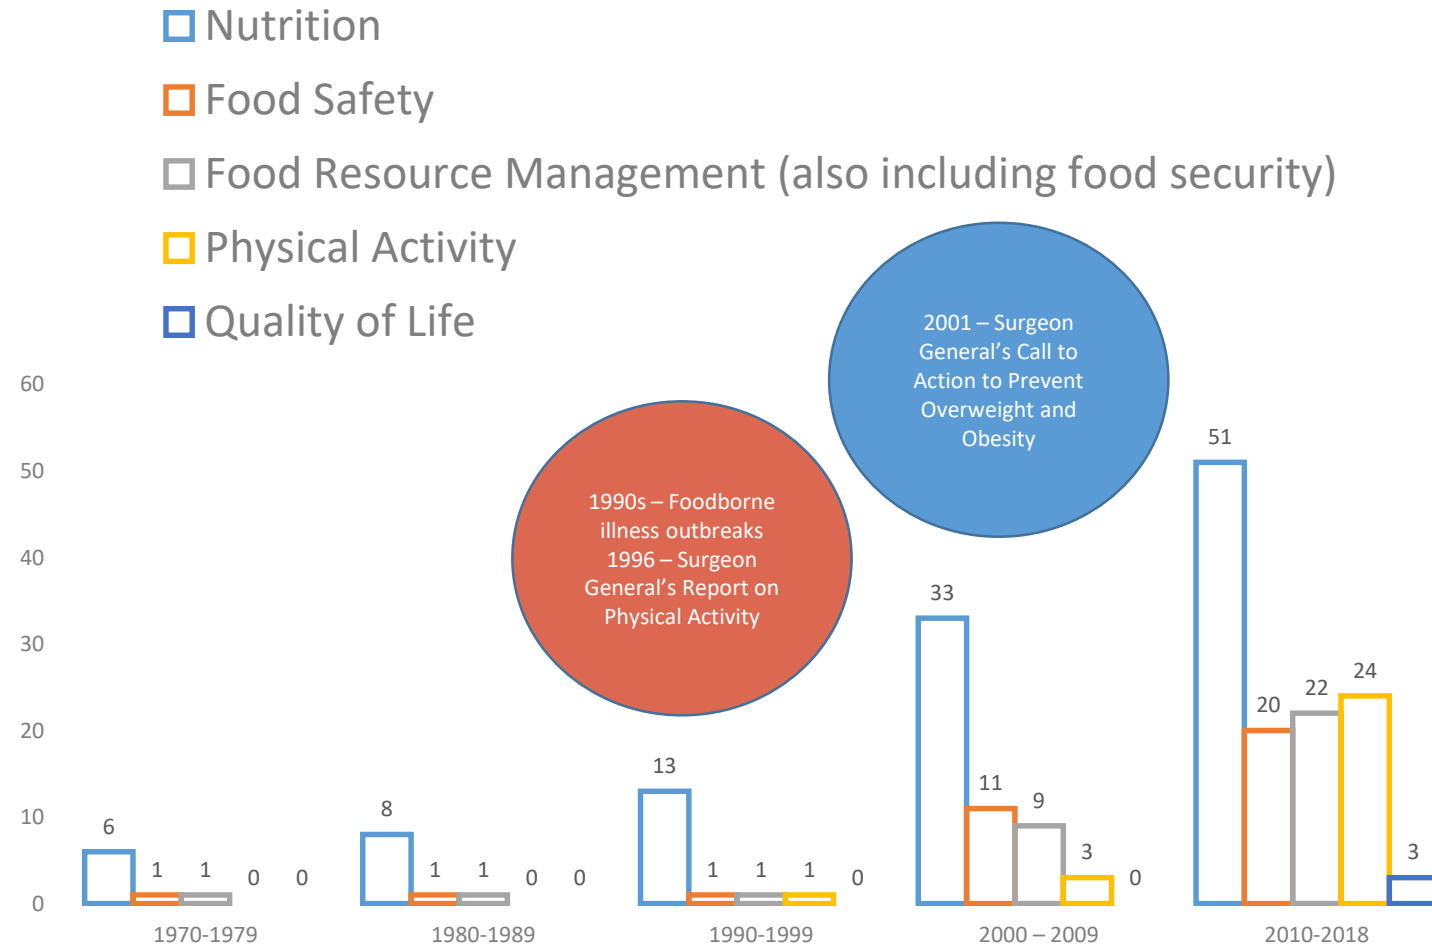 Nutrition
Food Safety
Food Resource Management (also including food security)
Physical Activity
Quality of Life
2001 – Surgeon
General’s Call to
Action to Prevent
Overweight and
Obesity
1990s – Foodborne
illness outbreaks
1996 – Surgeon
General’s Report on
Physical Activity
60
50
40
30
20
10
0
6
1
1
0
0
8
1
1
0
0
13
1
1
1
0
33
11
9
3
0
51
20
22
24
3
1970-1979
1980-1989
1990-1999
2000 – 2009
2010-2018